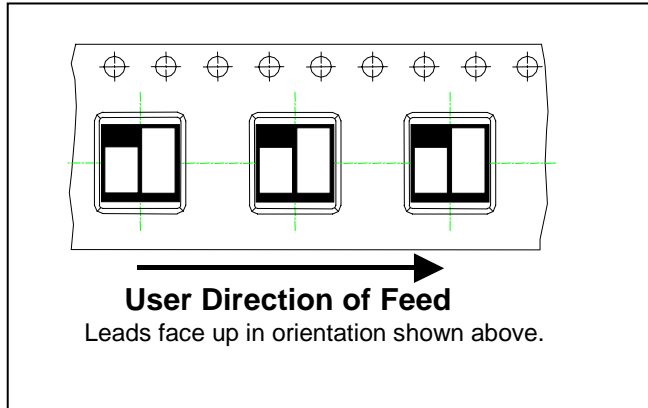 User Direction of Feed
Leads face up in orientation shown above.